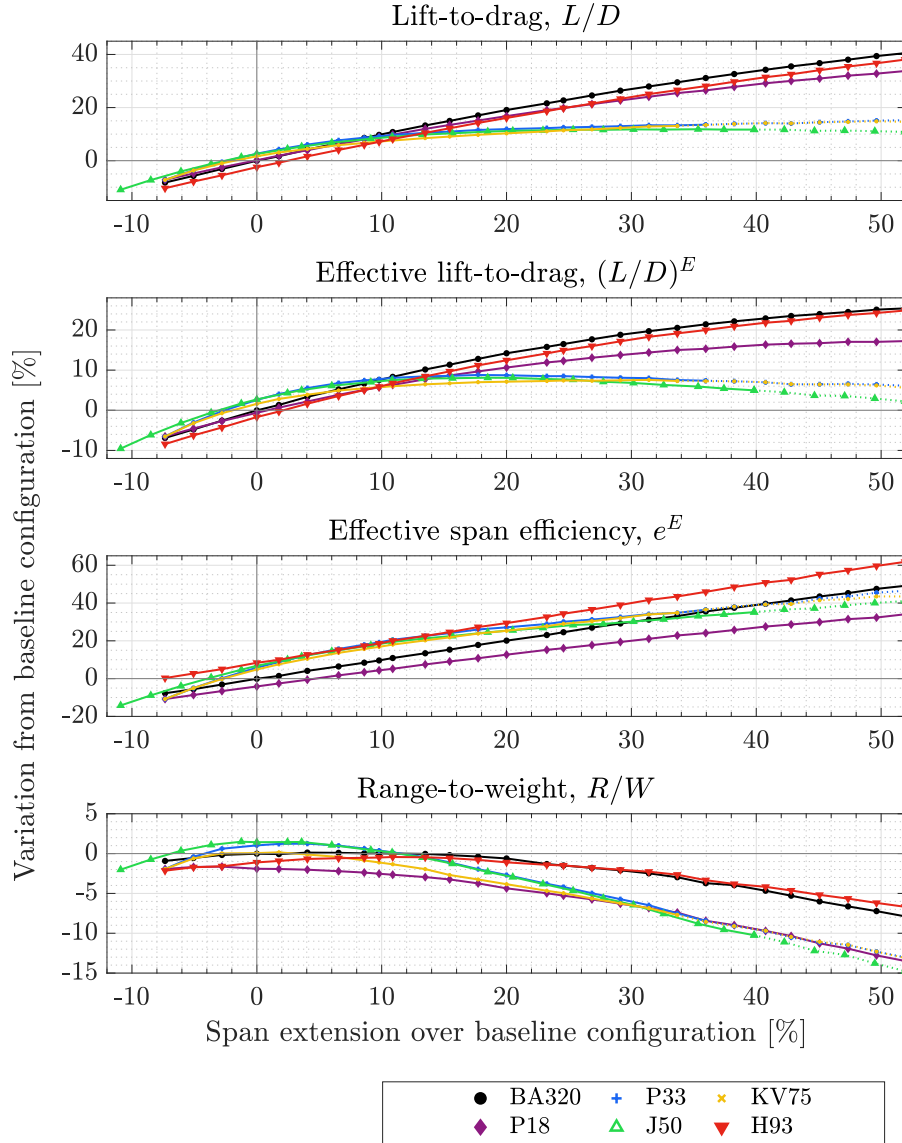 Lift-to-drag, L/D
40
20
0
-10 0 10 20 30 40 50
Effective lift-to-drag, (L/D)^E
20
10
0
-10
-10 0 10 20 30 40 50
Variation from baseline configuration [%]
Effective span efficiency, e^E
60
40
20
0
-20
-10 0 10 20 30 40 50
Range-to-weight, R/W
5
0
-5
-10
-15
-10 0 10 20 30 40 50
Span extension over baseline configuration [%]
BA320 P33 KV75
P18 J50 H93